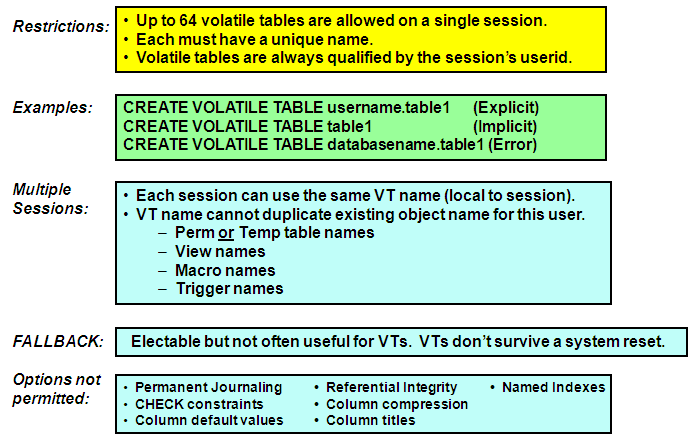 Restrictions:
• Up to 64 volatile tables are allowed on a single session.
• Each must have a unique name.
• Volatile tables are always qualified by the session's userid.
Examples:
CREATE VOLATILE TABLE username.table1 (Explicit)
CREATE VOLATILE TABLE table1 (Implicit)
CREATE VOLATILE TABLE databasename.table1 (Error)
Multiple
Sessions:
• Each session can use the same VT name (local to session).
• VT name cannot duplicate existing object name for this user.
– Perm or Temp table names
– View names
– Macro names
– Trigger names
FALLBACK:
Electable but not often useful for VTs. VTs don't survive a system reset.
Options not
permitted:
• Permanent Journaling • Referential Integrity • Named Indexes
• CHECK constraints • Column compression
• Column default values • Column titles